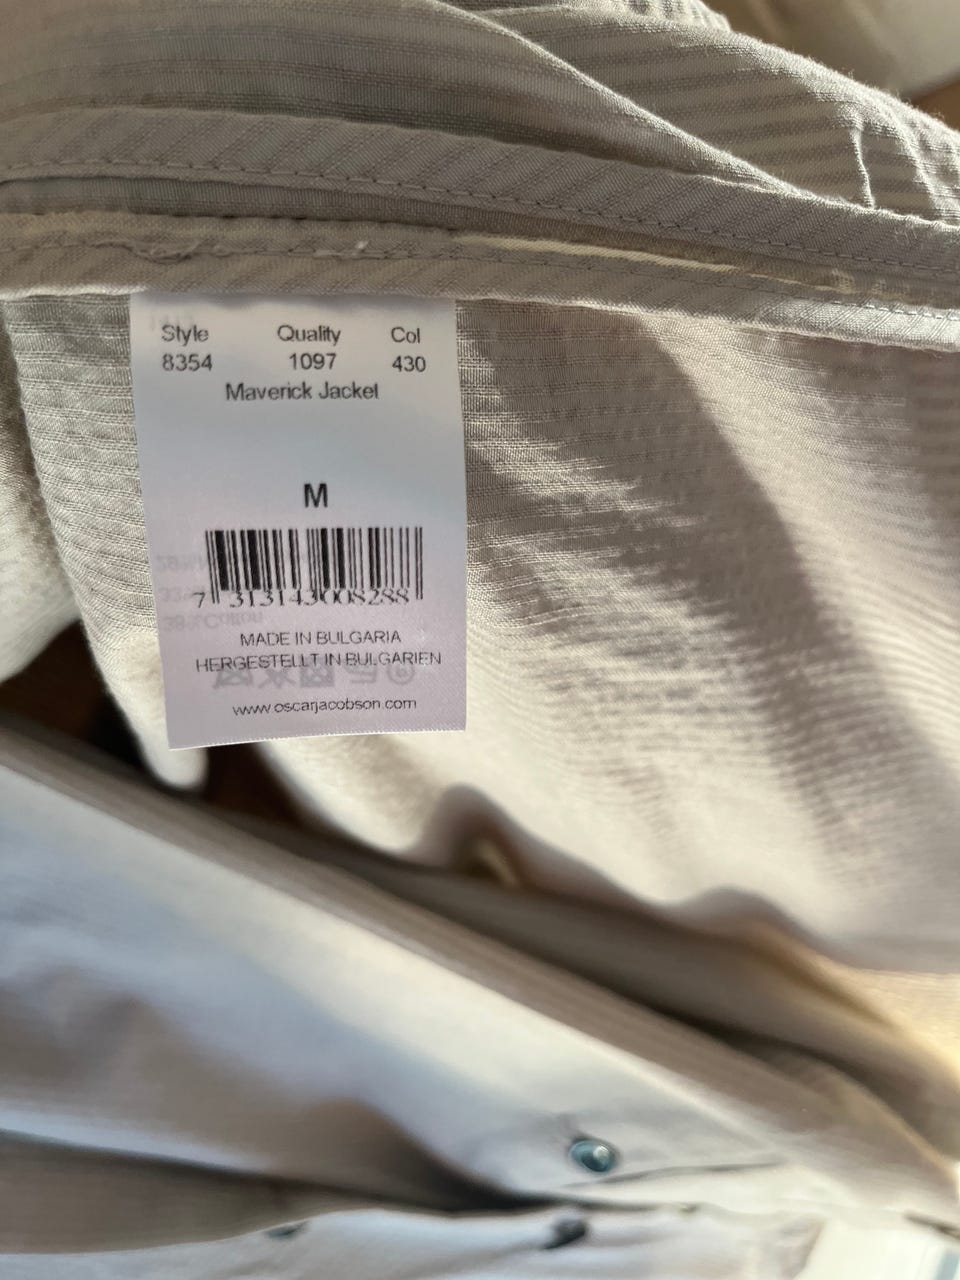 Style Quality Col
8354 1097 430
Maverick Jacket
M
7 313143 008288
MADE IN BULGARIA
HERGESTELLT IN BULGARIEN
www.oscarjacobson.com